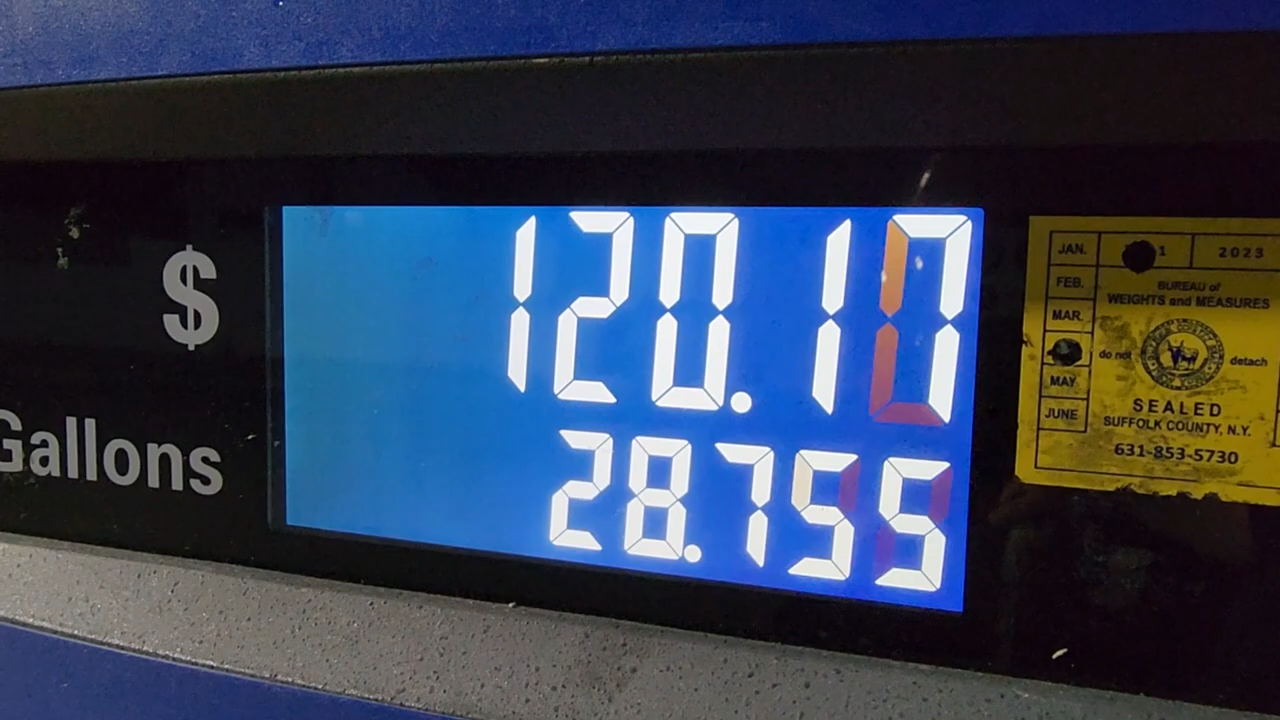 $ 120.17
Gallons 28.755
JAN. 1 2023
FEB.
MAR.
MAY
JUNE
BUREAU of
WEIGHTS and MEASURES
do not detach
SEALED
SUFFOLK COUNTY, N.Y.
631-853-5730